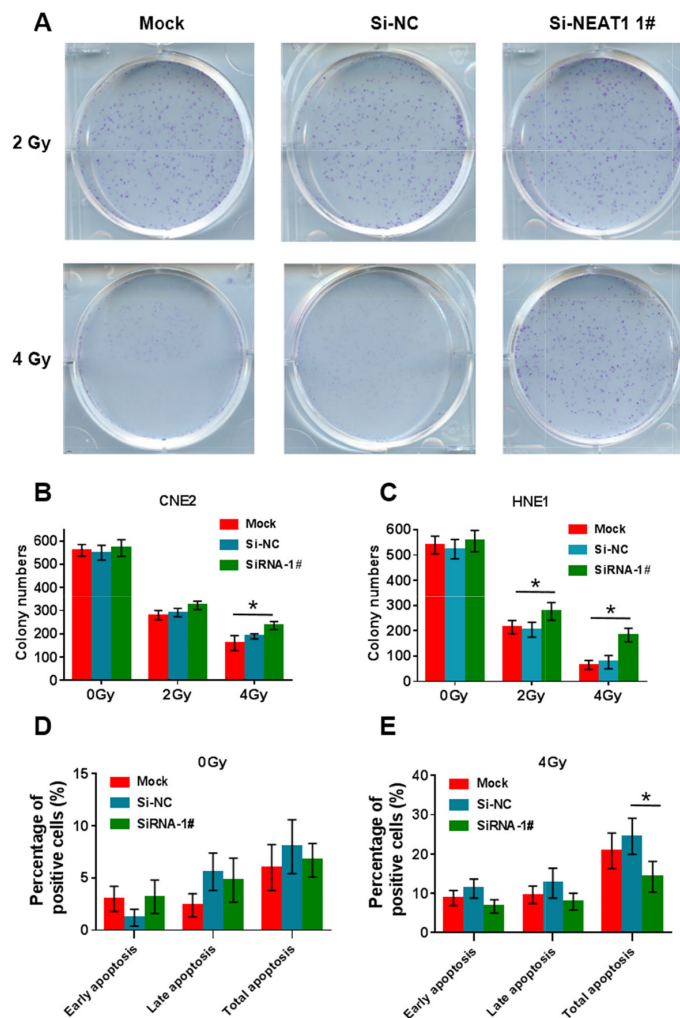 A
Mock
Si-NC
Si-NEAT1 1#
2 Gy
4 Gy
B
CNE2
Colony numbers
600
500
400
300
200
100
0
Mock
Si-NC
SiRNA-1#
*
0Gy
2Gy
4Gy
C
HNE1
Colony numbers
600
500
400
300
200
100
0
Mock
Si-NC
SiRNA-1#
*
*
0Gy
2Gy
4Gy
D
0Gy
Percentage of
positive cells (%)
15
10
5
0
Mock
Si-NC
SiRNA-1#
Early apoptosis
Late apoptosis
Total apoptosis
E
4Gy
Percentage of
positive cells (%)
40
30
20
10
0
Mock
Si-NC
SiRNA-1#
*
Early apoptosis
Late apoptosis
Total apoptosis